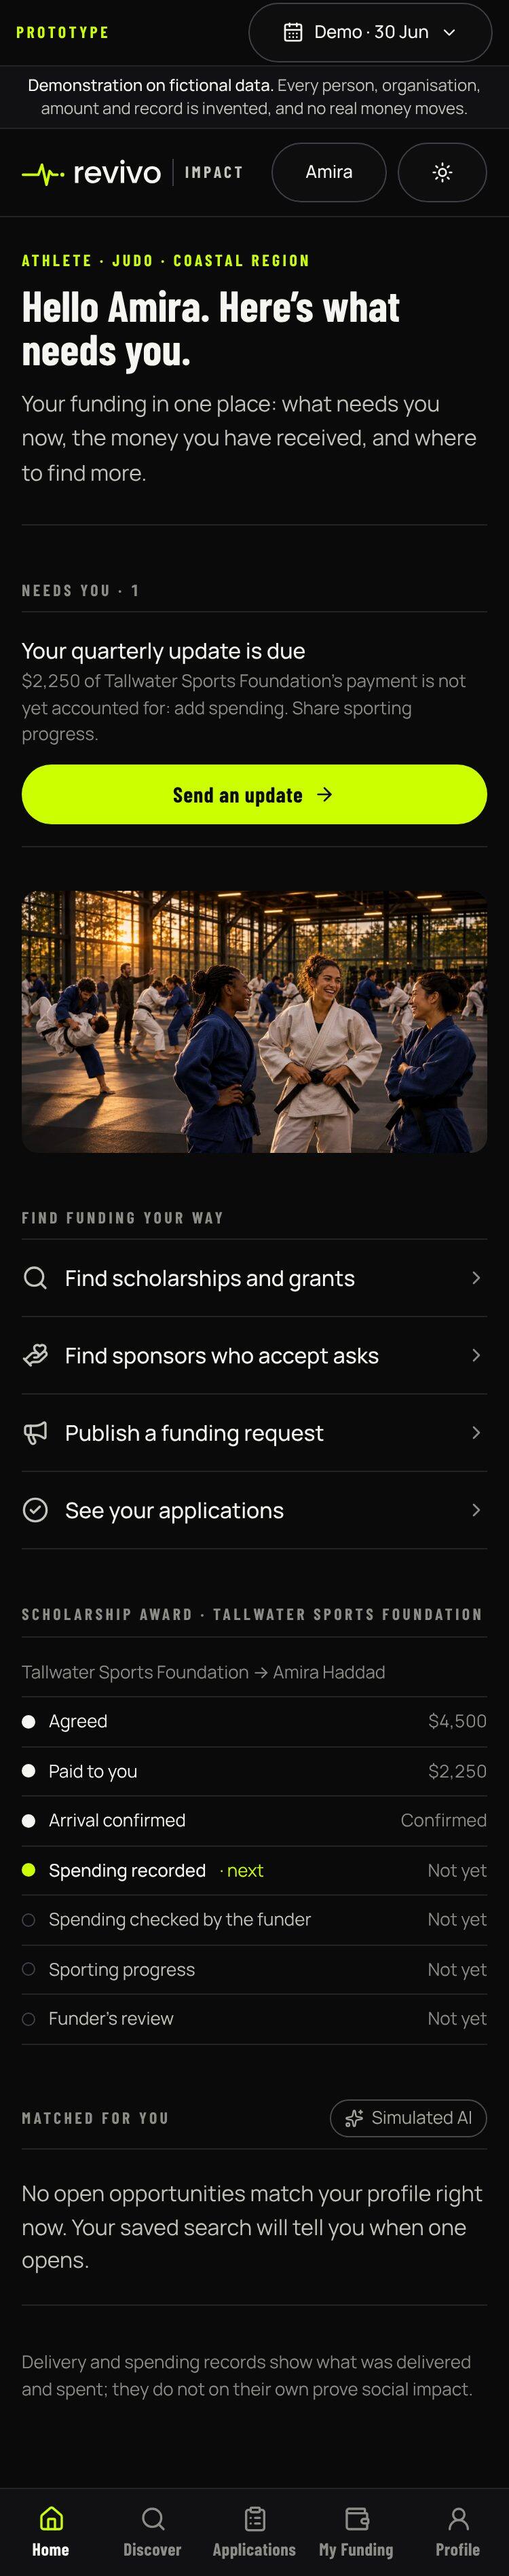 PROTOTYPE
Demo · 30 Jun
Demonstration on fictional data. Every person, organisation,
amount and record is invented, and no real money moves.
revivo IMPACT
Amira
ATHLETE · JUDO · COASTAL REGION
Hello Amira. Here’s what
needs you.
Your funding in one place: what needs you
now, the money you have received, and where
to find more.
NEEDS YOU · 1
Your quarterly update is due
$2,250 of Tallwater Sports Foundation’s payment is not
yet accounted for: add spending. Share sporting
progress.
Send an update →
FIND FUNDING YOUR WAY
Find scholarships and grants
Find sponsors who accept asks
Publish a funding request
See your applications
SCHOLARSHIP AWARD · TALLWATER SPORTS FOUNDATION
Tallwater Sports Foundation → Amira Haddad
Agreed $4,500
Paid to you $2,250
Arrival confirmed Confirmed
Spending recorded · next Not yet
Spending checked by the funder Not yet
Sporting progress Not yet
Funder’s review Not yet
MATCHED FOR YOU
Simulated AI
No open opportunities match your profile right
now. Your saved search will tell you when one
opens.
Delivery and spending records show what was delivered
and spent; they do not on their own prove social impact.
Home Discover Applications My Funding Profile